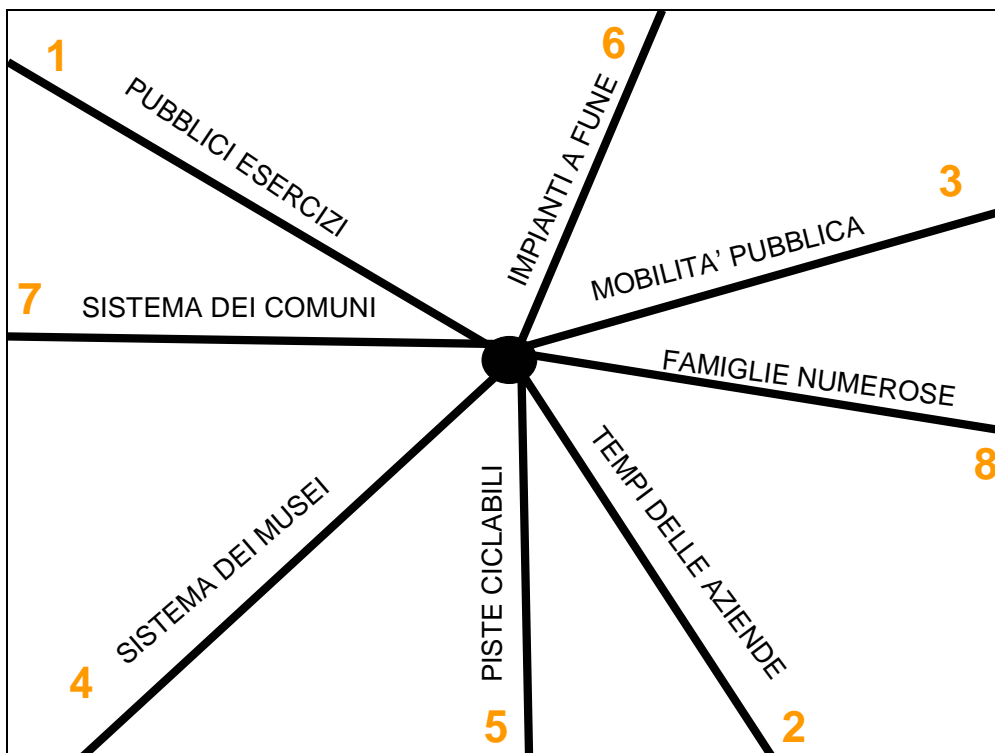 1
PUBBLICI ESERCIZI
6
IMPIANTI A FUNE
3
MOBILITA’ PUBBLICA
7
SISTEMA DEI COMUNI
FAMIGLIE NUMEROSE
8
TEMPI DELLE AZIENDE
2
PISTE CICLABILI
5
SISTEMA DEI MUSEI
4